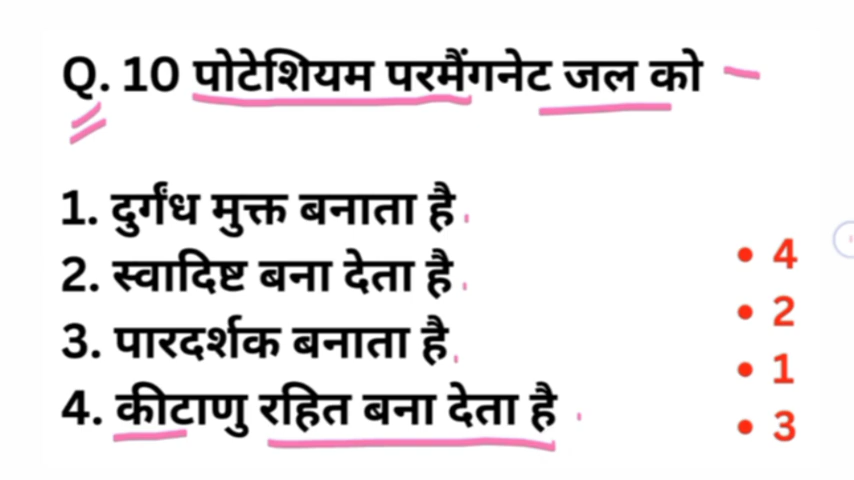 Q. 10 पोटेशियम परमैंगनेट जल को
1. दुर्गंध मुक्त बनाता है
2. स्वादिष्ट बना देता है
3. पारदर्शक बनाता है
4. कीटाणु रहित बना देता है
• 4
• 2
• 1
• 3